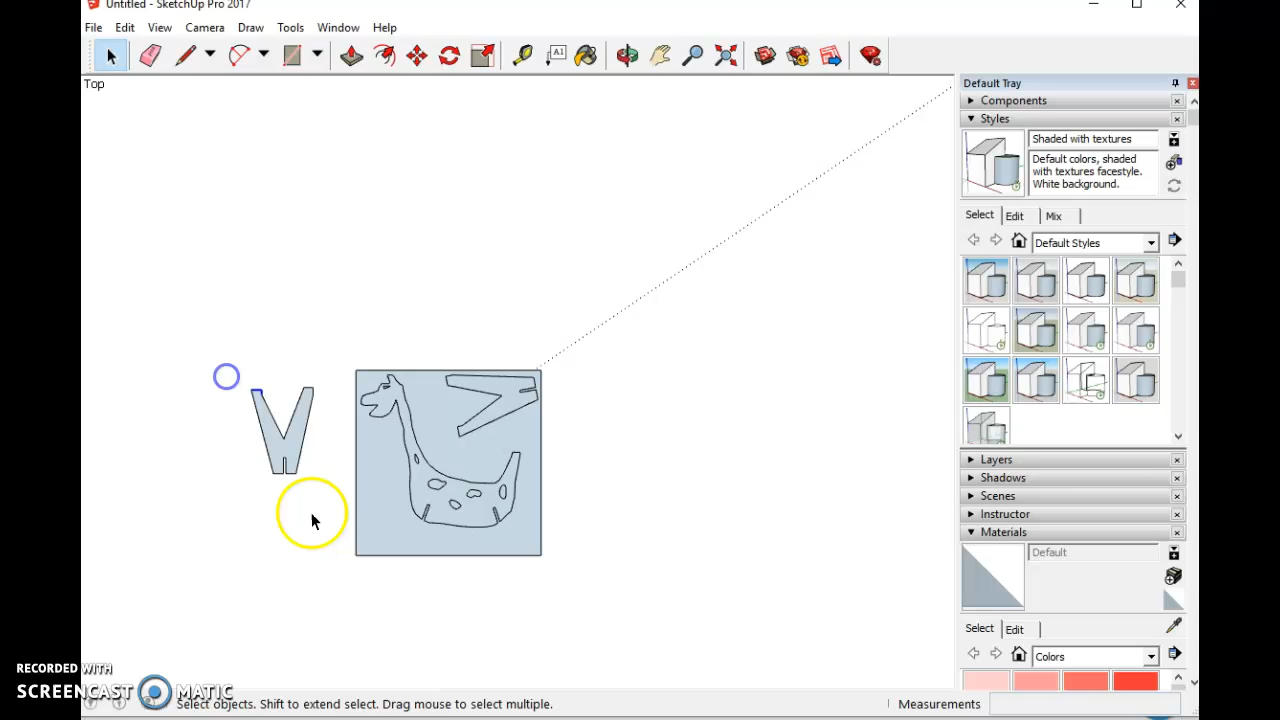 Untitled - SketchUp Pro 2017
File Edit View Camera Draw Tools Window Help
A1
Top
Default Tray
Components
Styles
Shaded with textures
Default colors, shaded
with textures facestyle.
White background.
Select Edit Mix
Default Styles
Layers
Shadows
Scenes
Instructor
Materials
Default
Select Edit
Colors
RECORDED WITH
SCREENCAST MATIC
Select objects. Shift to extend select. Drag mouse to select multiple.
Measurements